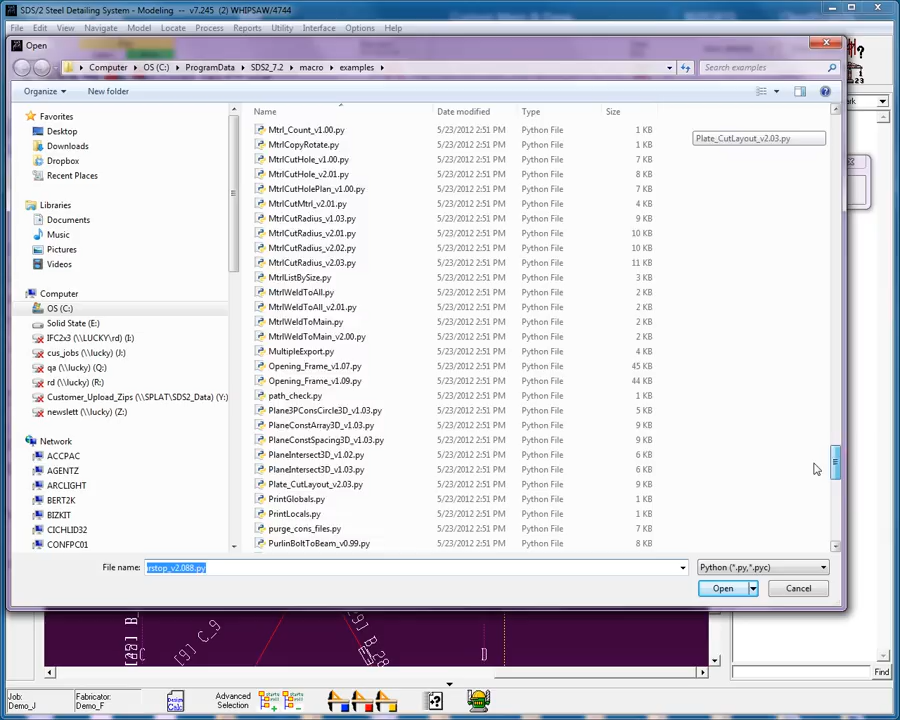 SDS/2 Steel Detailing System - Modeling -- v7.245 (2) WHIPSAW/4744
File Edit View Navigate Model Locate Process Reports Utility Interface Options Help
Open
Computer OS (C:) ProgramData SDS2_7.2 macro examples
Search examples
Organize New folder
Name Date modified Type Size
Favorites
Desktop
Downloads
Dropbox
Recent Places
Libraries
Documents
Music
Pictures
Videos
Computer
OS (C:)
Solid State (E:)
IFC2x3 (\\LUCKY\rd) (I:)
cus_jobs (\\lucky) (J:)
qa (\\lucky) (Q:)
rd (\\lucky) (R:)
Customer_Upload_Zips (\\SPLAT\SDS2_Data) (Y:)
newslett (\\lucky) (Z:)
Network
ACCPAC
AGENTZ
ARCLIGHT
BERT2K
BIZKIT
CICHLID32
CONFPC01
Mtrl_Count_v1.00.py 5/23/2012 2:51 PM Python File 1 KB
MtrlCopyRotate.py 5/23/2012 2:51 PM Python File 1 KB
MtrlCutHole_v1.00.py 5/23/2012 2:51 PM Python File 7 KB
MtrlCutHole_v2.01.py 5/23/2012 2:51 PM Python File 8 KB
MtrlCutHolePlan_v1.00.py 5/23/2012 2:51 PM Python File 7 KB
MtrlCutMtrl_v2.01.py 5/23/2012 2:51 PM Python File 4 KB
MtrlCutRadius_v1.03.py 5/23/2012 2:51 PM Python File 9 KB
MtrlCutRadius_v2.01.py 5/23/2012 2:51 PM Python File 10 KB
MtrlCutRadius_v2.02.py 5/23/2012 2:51 PM Python File 10 KB
MtrlCutRadius_v2.03.py 5/23/2012 2:51 PM Python File 11 KB
MtrlListBySize.py 5/23/2012 2:51 PM Python File 3 KB
MtrlWeldToAll.py 5/23/2012 2:51 PM Python File 2 KB
MtrlWeldToAll_v2.01.py 5/23/2012 2:51 PM Python File 2 KB
MtrlWeldToMain.py 5/23/2012 2:51 PM Python File 2 KB
MtrlWeldToMain_v2.00.py 5/23/2012 2:51 PM Python File 2 KB
MultipleExport.py 5/23/2012 2:51 PM Python File 4 KB
Opening_Frame_v1.07.py 5/23/2012 2:51 PM Python File 45 KB
Opening_Frame_v1.09.py 5/23/2012 2:51 PM Python File 44 KB
path_check.py 5/23/2012 2:51 PM Python File 1 KB
Plane3PConsCircle3D_v1.03.py 5/23/2012 2:51 PM Python File 5 KB
PlaneConstArray3D_v1.03.py 5/23/2012 2:51 PM Python File 9 KB
PlaneConstSpacing3D_v1.03.py 5/23/2012 2:51 PM Python File 9 KB
PlaneIntersect3D_v1.02.py 5/23/2012 2:51 PM Python File 6 KB
PlaneIntersect3D_v1.03.py 5/23/2012 2:51 PM Python File 6 KB
Plate_CutLayout_v2.03.py 5/23/2012 2:51 PM Python File 9 KB
PrintGlobals.py 5/23/2012 2:51 PM Python File 1 KB
PrintLocals.py 5/23/2012 2:51 PM Python File 1 KB
purge_cons_files.py 5/23/2012 2:51 PM Python File 7 KB
PurlinBoltToBeam_v0.99.py 5/23/2012 2:51 PM Python File 8 KB
Plate_CutLayout_v2.03.py
File name: urstop_v2.088.py Python (*.py,*.pyc)
Open Cancel
[9] C_9
[9] B_28
Find
Job:
Demo_J
Fabricator:
Demo_F
Advanced
Selection